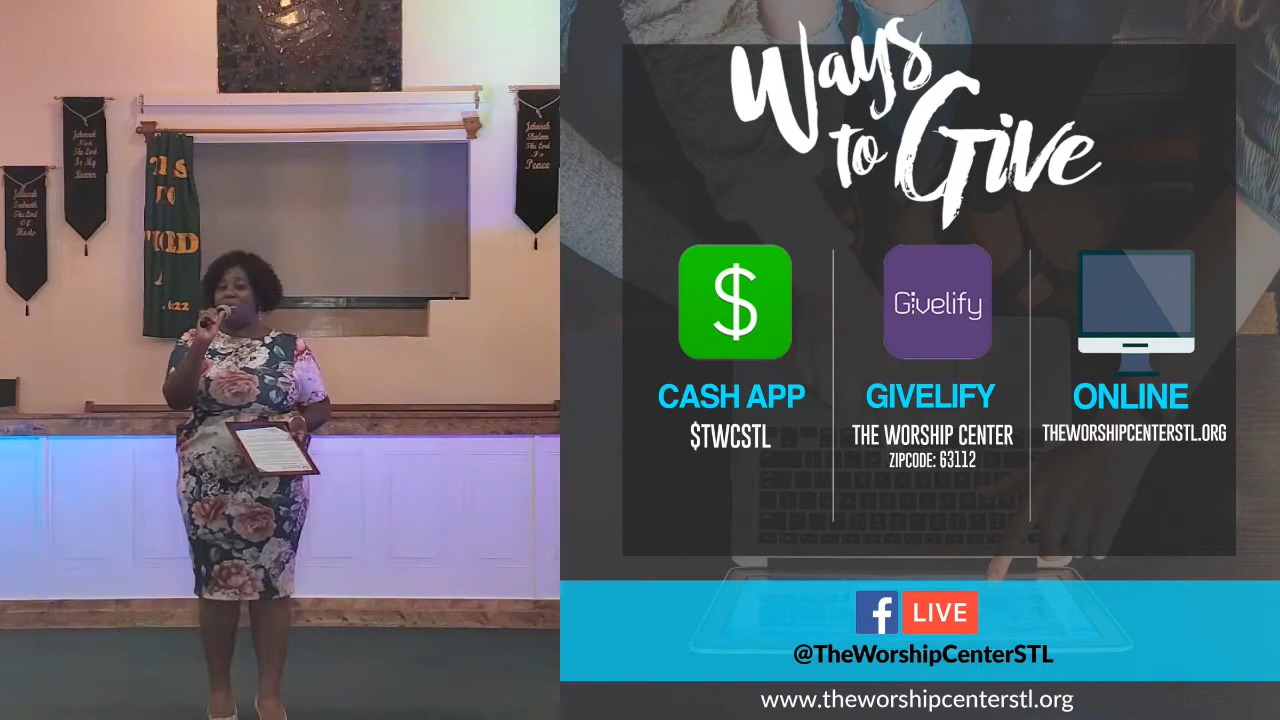 Jehovah
Nissi
The Lord
Is My
Banner
Jehovah
The Lord
Of
Hosts
Jehovah
Shalom
The Lord
Is
Peace
:22
Ways
to Give
$
Givelify
CASH APP
$TWCSTL
GIVELIFY
THE WORSHIP CENTER
ZIPCODE: 63112
ONLINE
THEWORSHIPCENTERSTL.ORG
f LIVE
@TheWorshipCenterSTL
www.theworshipcenterstl.org